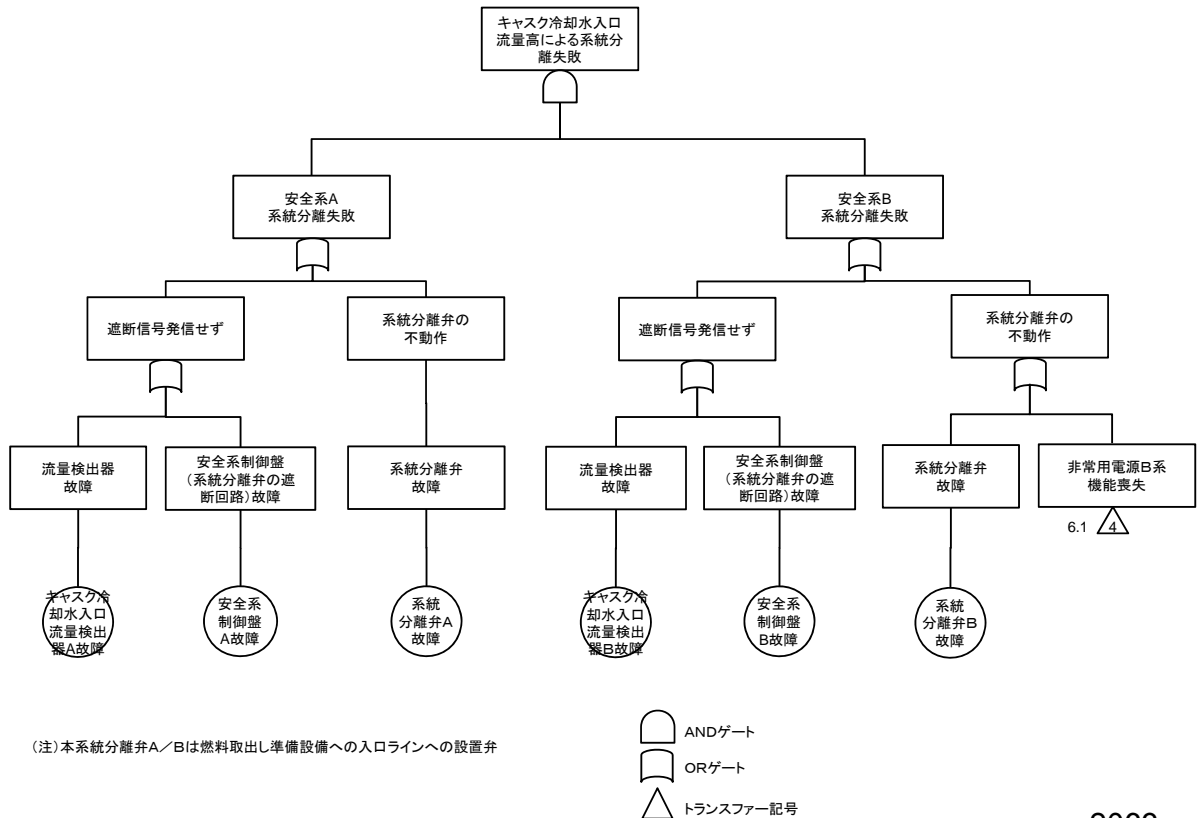 キャスク冷却水入口
流量高による系統分
離失敗
安全系A
系統分離失敗
安全系B
系統分離失敗
遮断信号発信せず
系統分離弁の
不動作
遮断信号発信せず
系統分離弁の
不動作
流量検出器
故障
安全系制御盤
(系統分離弁の遮
断回路)故障
系統分離弁
故障
流量検出器
故障
安全系制御盤
(系統分離弁の遮
断回路)故障
系統分離弁
故障
非常用電源B系
機能喪失
6.1 4
キャスク冷
却水入口
流量検出
器A故障
安全系
制御盤
A故障
系統
分離弁A
故障
キャスク冷
却水入口
流量検出
器B故障
安全系
制御盤
B故障
系統
分離弁B
故障
(注)本系統分離弁A/Bは燃料取出し準備設備への入口ラインへの設置弁
ANDゲート
ORゲート
トランスファー記号